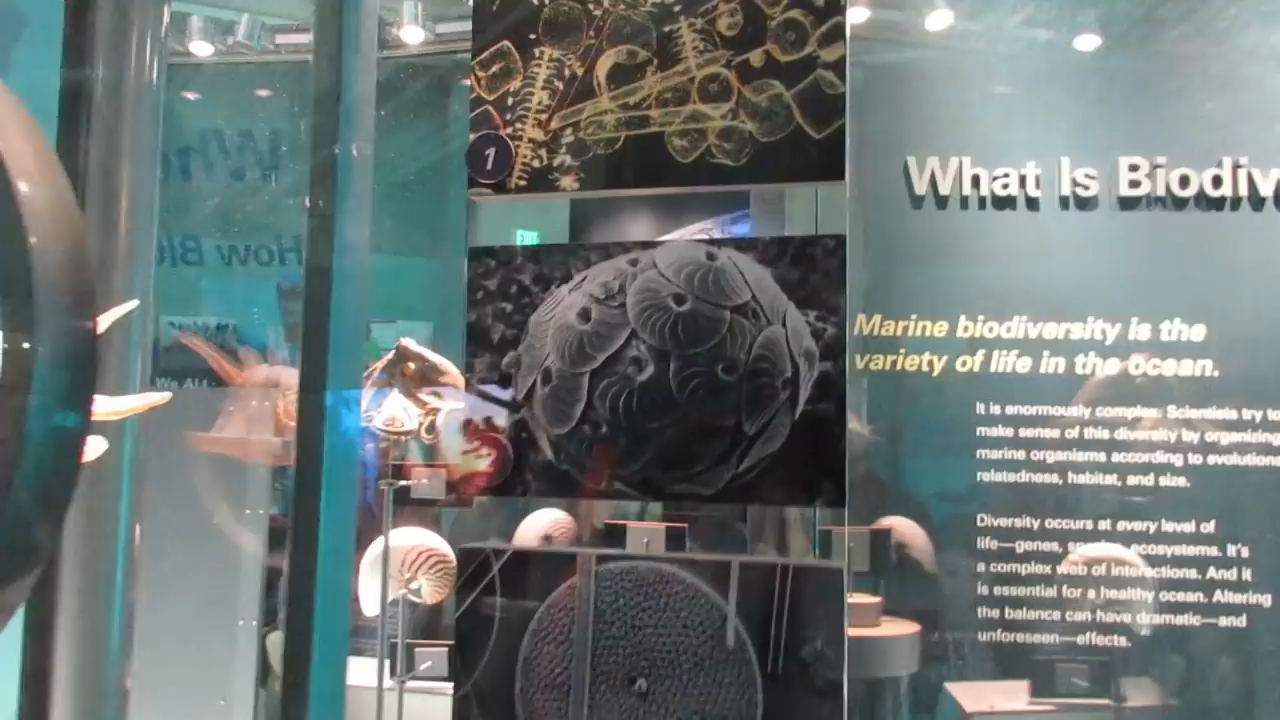 1
What Is Biodiv
EXIT
How
We ALL
Marine biodiversity is the
variety of life in the ocean.
It is enormously complex. Scientists try to
make sense of this diversity by organizing
marine organisms according to evolutions
relatedness, habitat, and size.
Diversity occurs at every level of
life—genes, species, ecosystems. It's
a complex web of interactions. And it
is essential for a healthy ocean. Altering
the balance can have dramatic—and
unforeseen—effects.